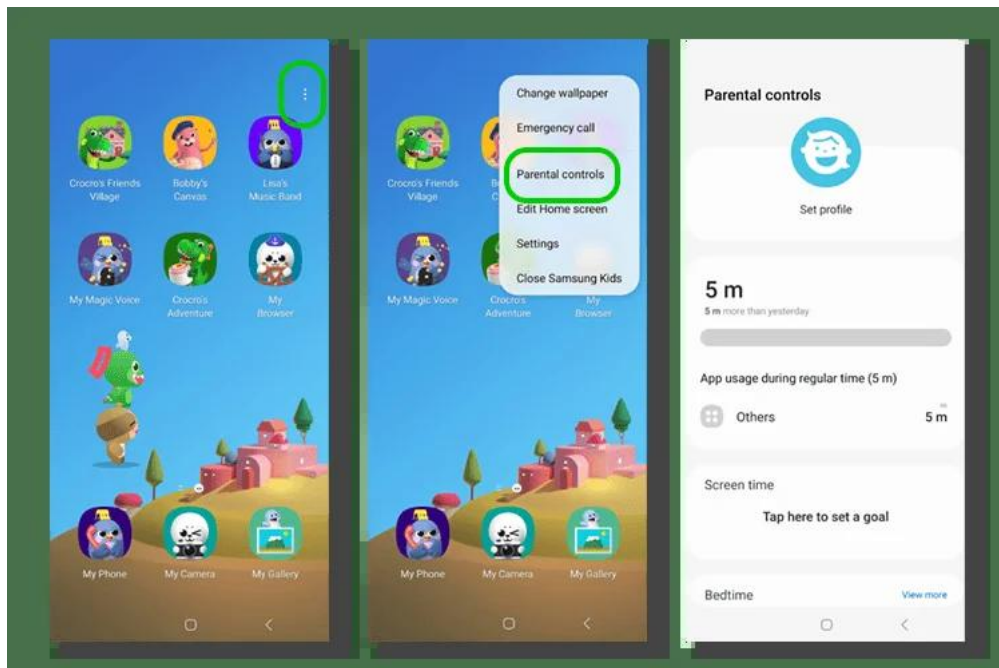 Crocro's Friends
Village
Bobby's
Canvas
Lisa's
Music Band
My Magic Voice
Crocro's
Adventure
My
Browser
My Phone
My Camera
My Gallery
Change wallpaper
Emergency call
Parental controls
Edit Home screen
Settings
Close Samsung Kids
Crocro's Friends
Village
My Magic Voice
Crocro's
Adventure
My
Browser
My Phone
My Camera
My Gallery
Parental controls
Set profile
5 m
5 m more than yesterday
App usage during regular time (5 m)
Others
5 m
Screen time
Tap here to set a goal
Bedtime
View more